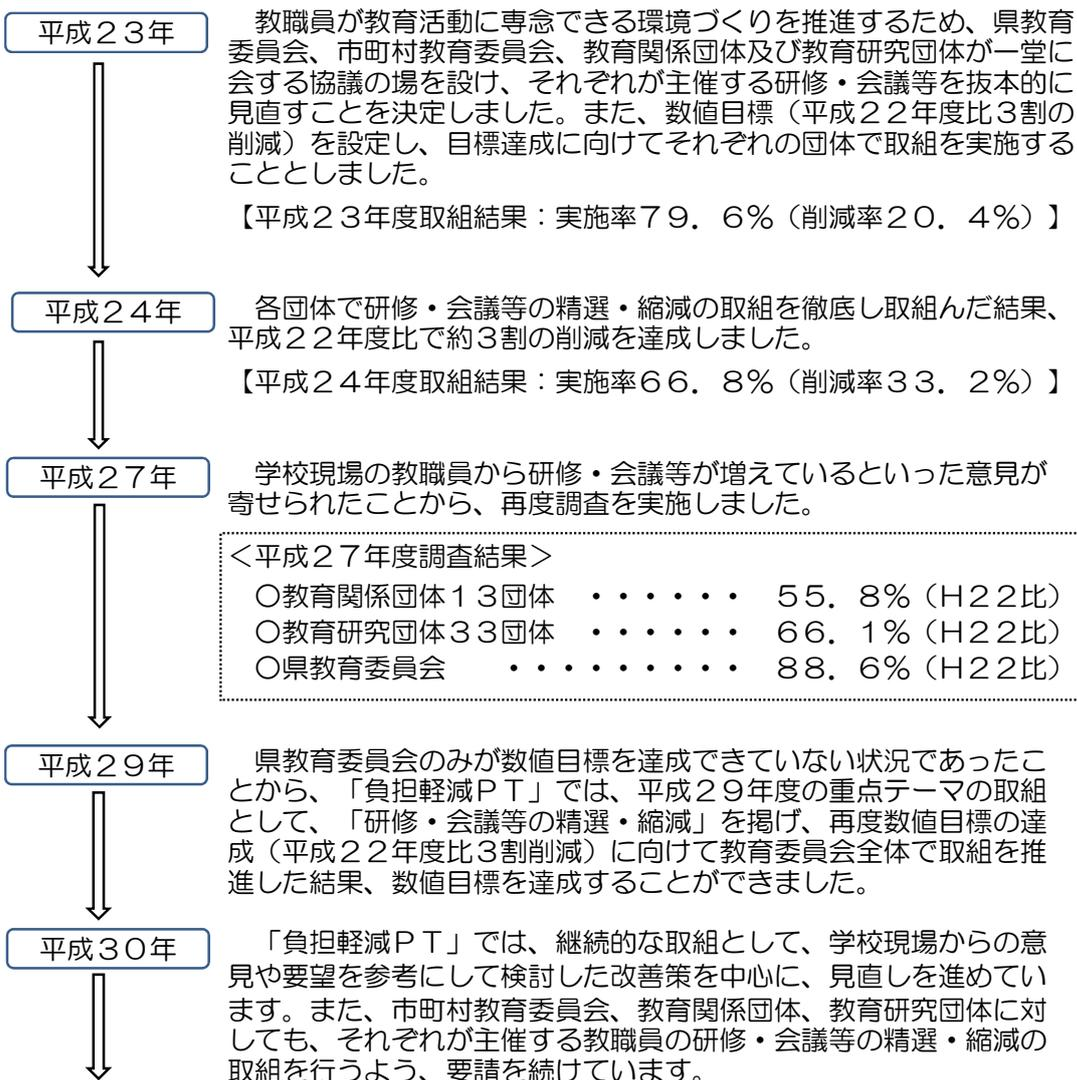 平成２３年
教職員が教育活動に専念できる環境づくりを推進するため、県教育
委員会、市町村教育委員会、教育関係団体及び教育研究団体が一堂に
会する協議の場を設け、それぞれが主催する研修・会議等を抜本的に
見直すことを決定しました。また、数値目標（平成２２年度比３割の
削減）を設定し、目標達成に向けてそれぞれの団体で取組を実施する
こととしました。
【平成２３年度取組結果：実施率７９．６％（削減率２０．４％）】
平成２４年
各団体で研修・会議等の精選・縮減の取組を徹底し取組んだ結果、
平成２２年度比で約３割の削減を達成しました。
【平成２４年度取組結果：実施率６６．８％（削減率３３．２％）】
平成２７年
学校現場の教職員から研修・会議等が増えているといった意見が
寄せられたことから、再度調査を実施しました。
＜平成２７年度調査結果＞
○教育関係団体１３団体　・・・・・・　５５．８％（Ｈ２２比）
○教育研究団体３３団体　・・・・・・　６６．１％（Ｈ２２比）
○県教育委員会　　・・・・・・・・・　８８．６％（Ｈ２２比）
平成２９年
県教育委員会のみが数値目標を達成できていない状況であったこ
とから、「負担軽減ＰＴ」では、平成２９年度の重点テーマの取組
として、「研修・会議等の精選・縮減」を掲げ、再度数値目標の達
成（平成２２年度比３割削減）に向けて教育委員会全体で取組を推
進した結果、数値目標を達成することができました。
平成３０年
「負担軽減ＰＴ」では、継続的な取組として、学校現場からの意
見や要望を参考にして検討した改善策を中心に、見直しを進めてい
ます。また、市町村教育委員会、教育関係団体、教育研究団体に対
しても、それぞれが主催する教職員の研修・会議等の精選・縮減の
取組を行うよう、要請を続けています。